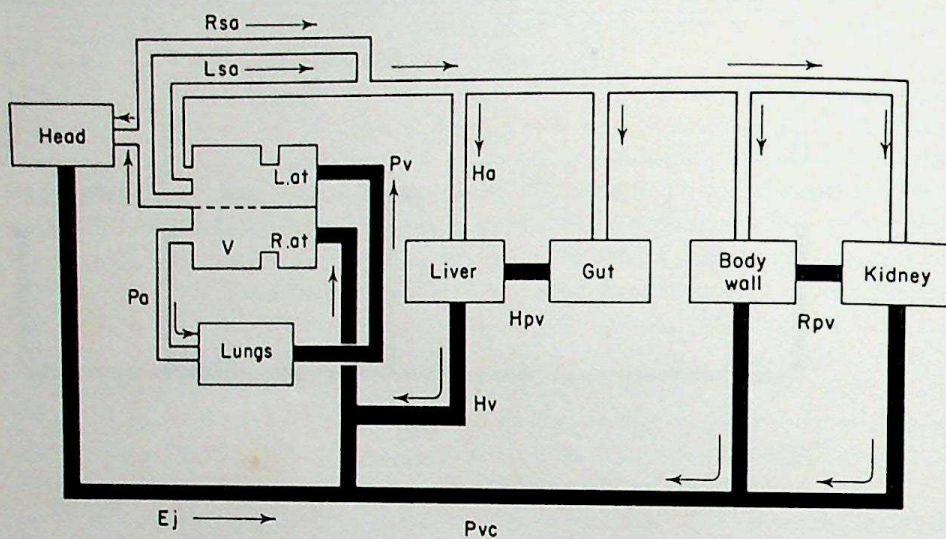 Rsa
Lsa
Head
Pv
L.at
Ha
V
R.at
Liver
Gut
Body
wall
Kidney
Pa
Hpv
Rpv
Lungs
Hv
Ej
Pvc